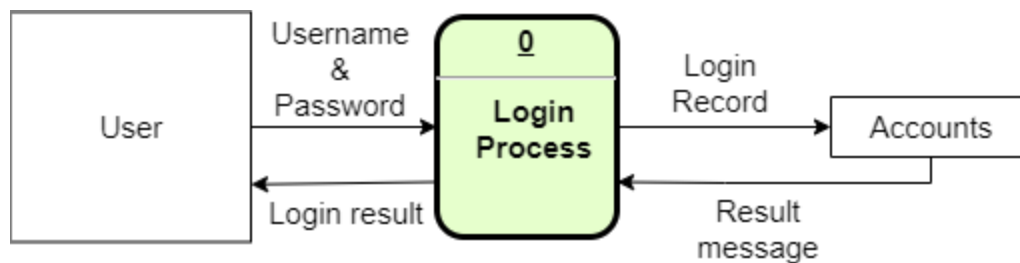 User
Username
&
Password
Login result
0
Login
Process
Login
Record
Result
message
Accounts